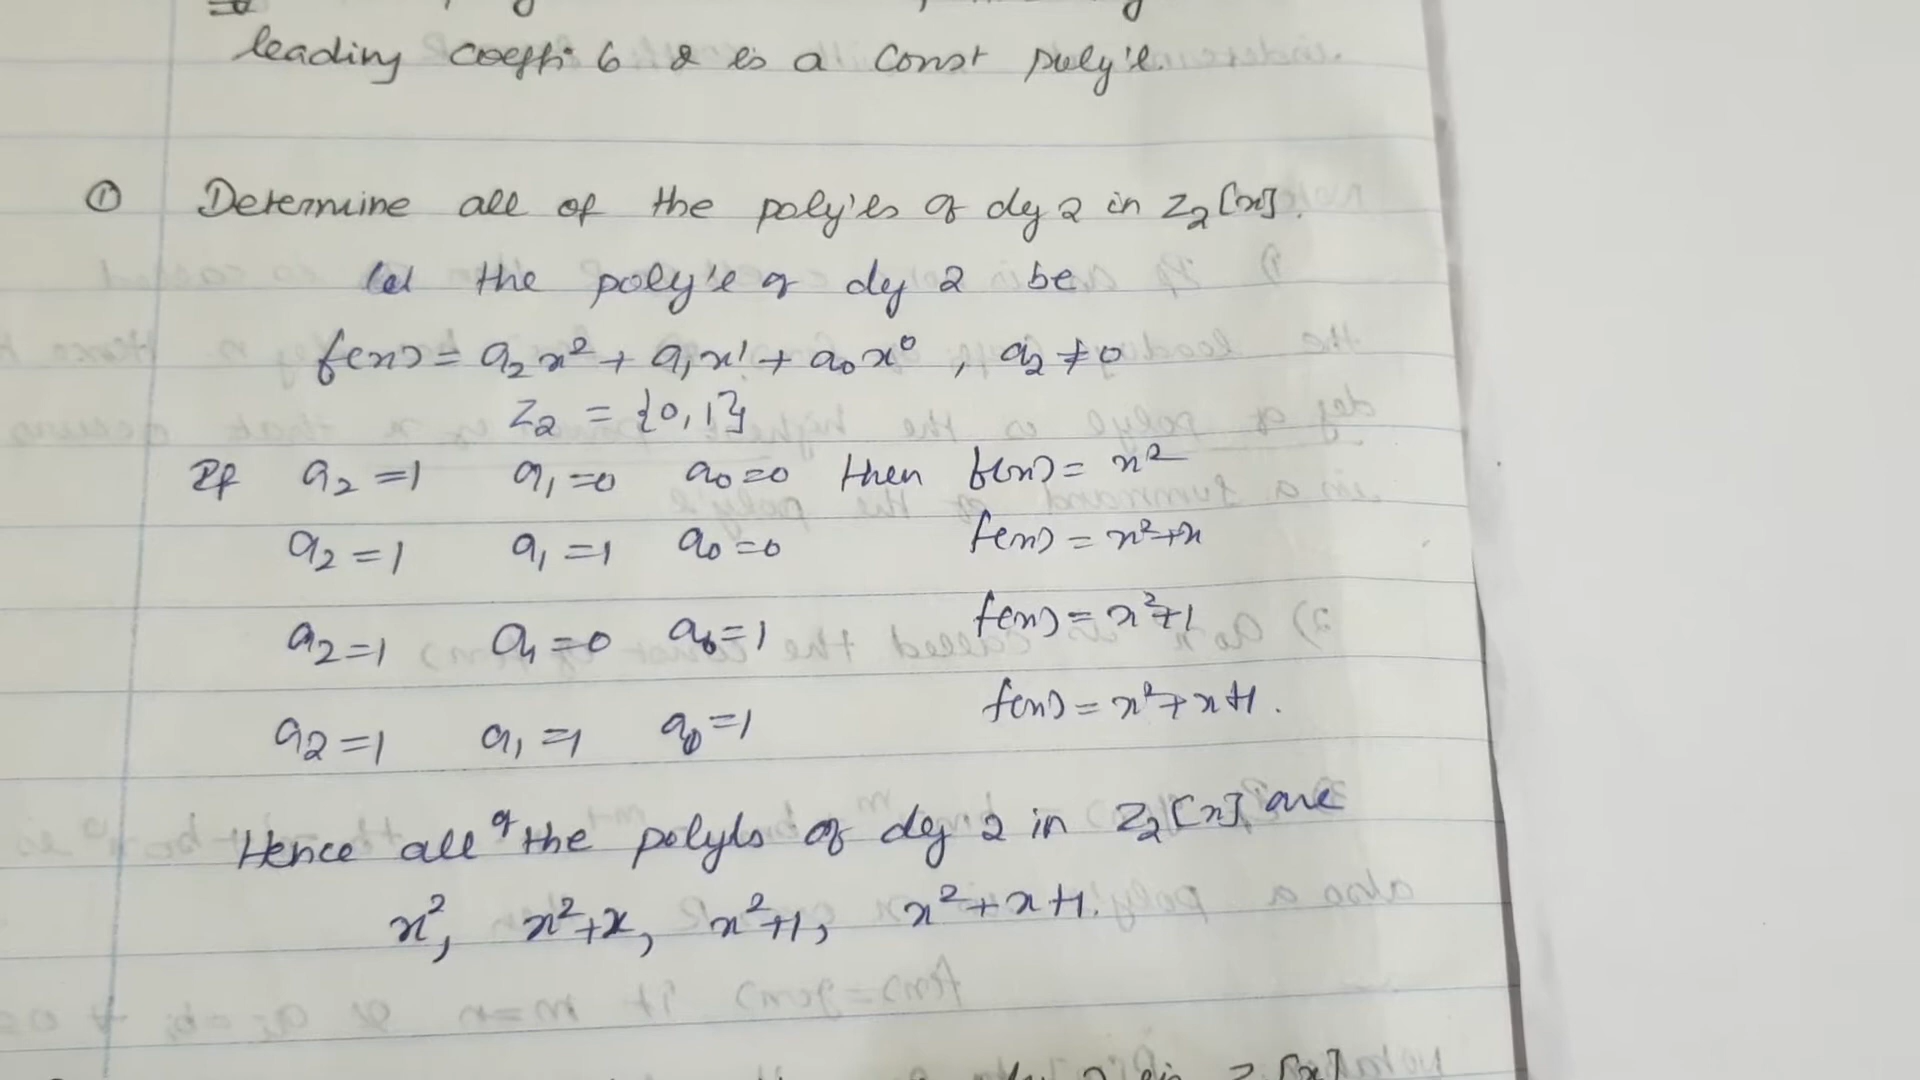 leading coeffi 6 & is a Const poly'l.
① Determine all of the poly'ls of deg 2 in Z₂[x].
let the poly'l of deg 2 be
f(x) = a₂x² + a₁x¹ + a₀x⁰, a₂ ≠ 0
Z₂ = {0,1}
If a₂=1 a₁=0 a₀=0 then f(x) = x²
a₂=1 a₁=1 a₀=0 f(x) = x²+x
a₂=1 a₁=0 a₀=1 f(x) = x²+1
a₂=1 a₁=1 a₀=1 f(x) = x²+x+1.
Hence all of the polyls of deg 2 in Z₂[x] are
x², x²+x, x²+1, x²+x+1.